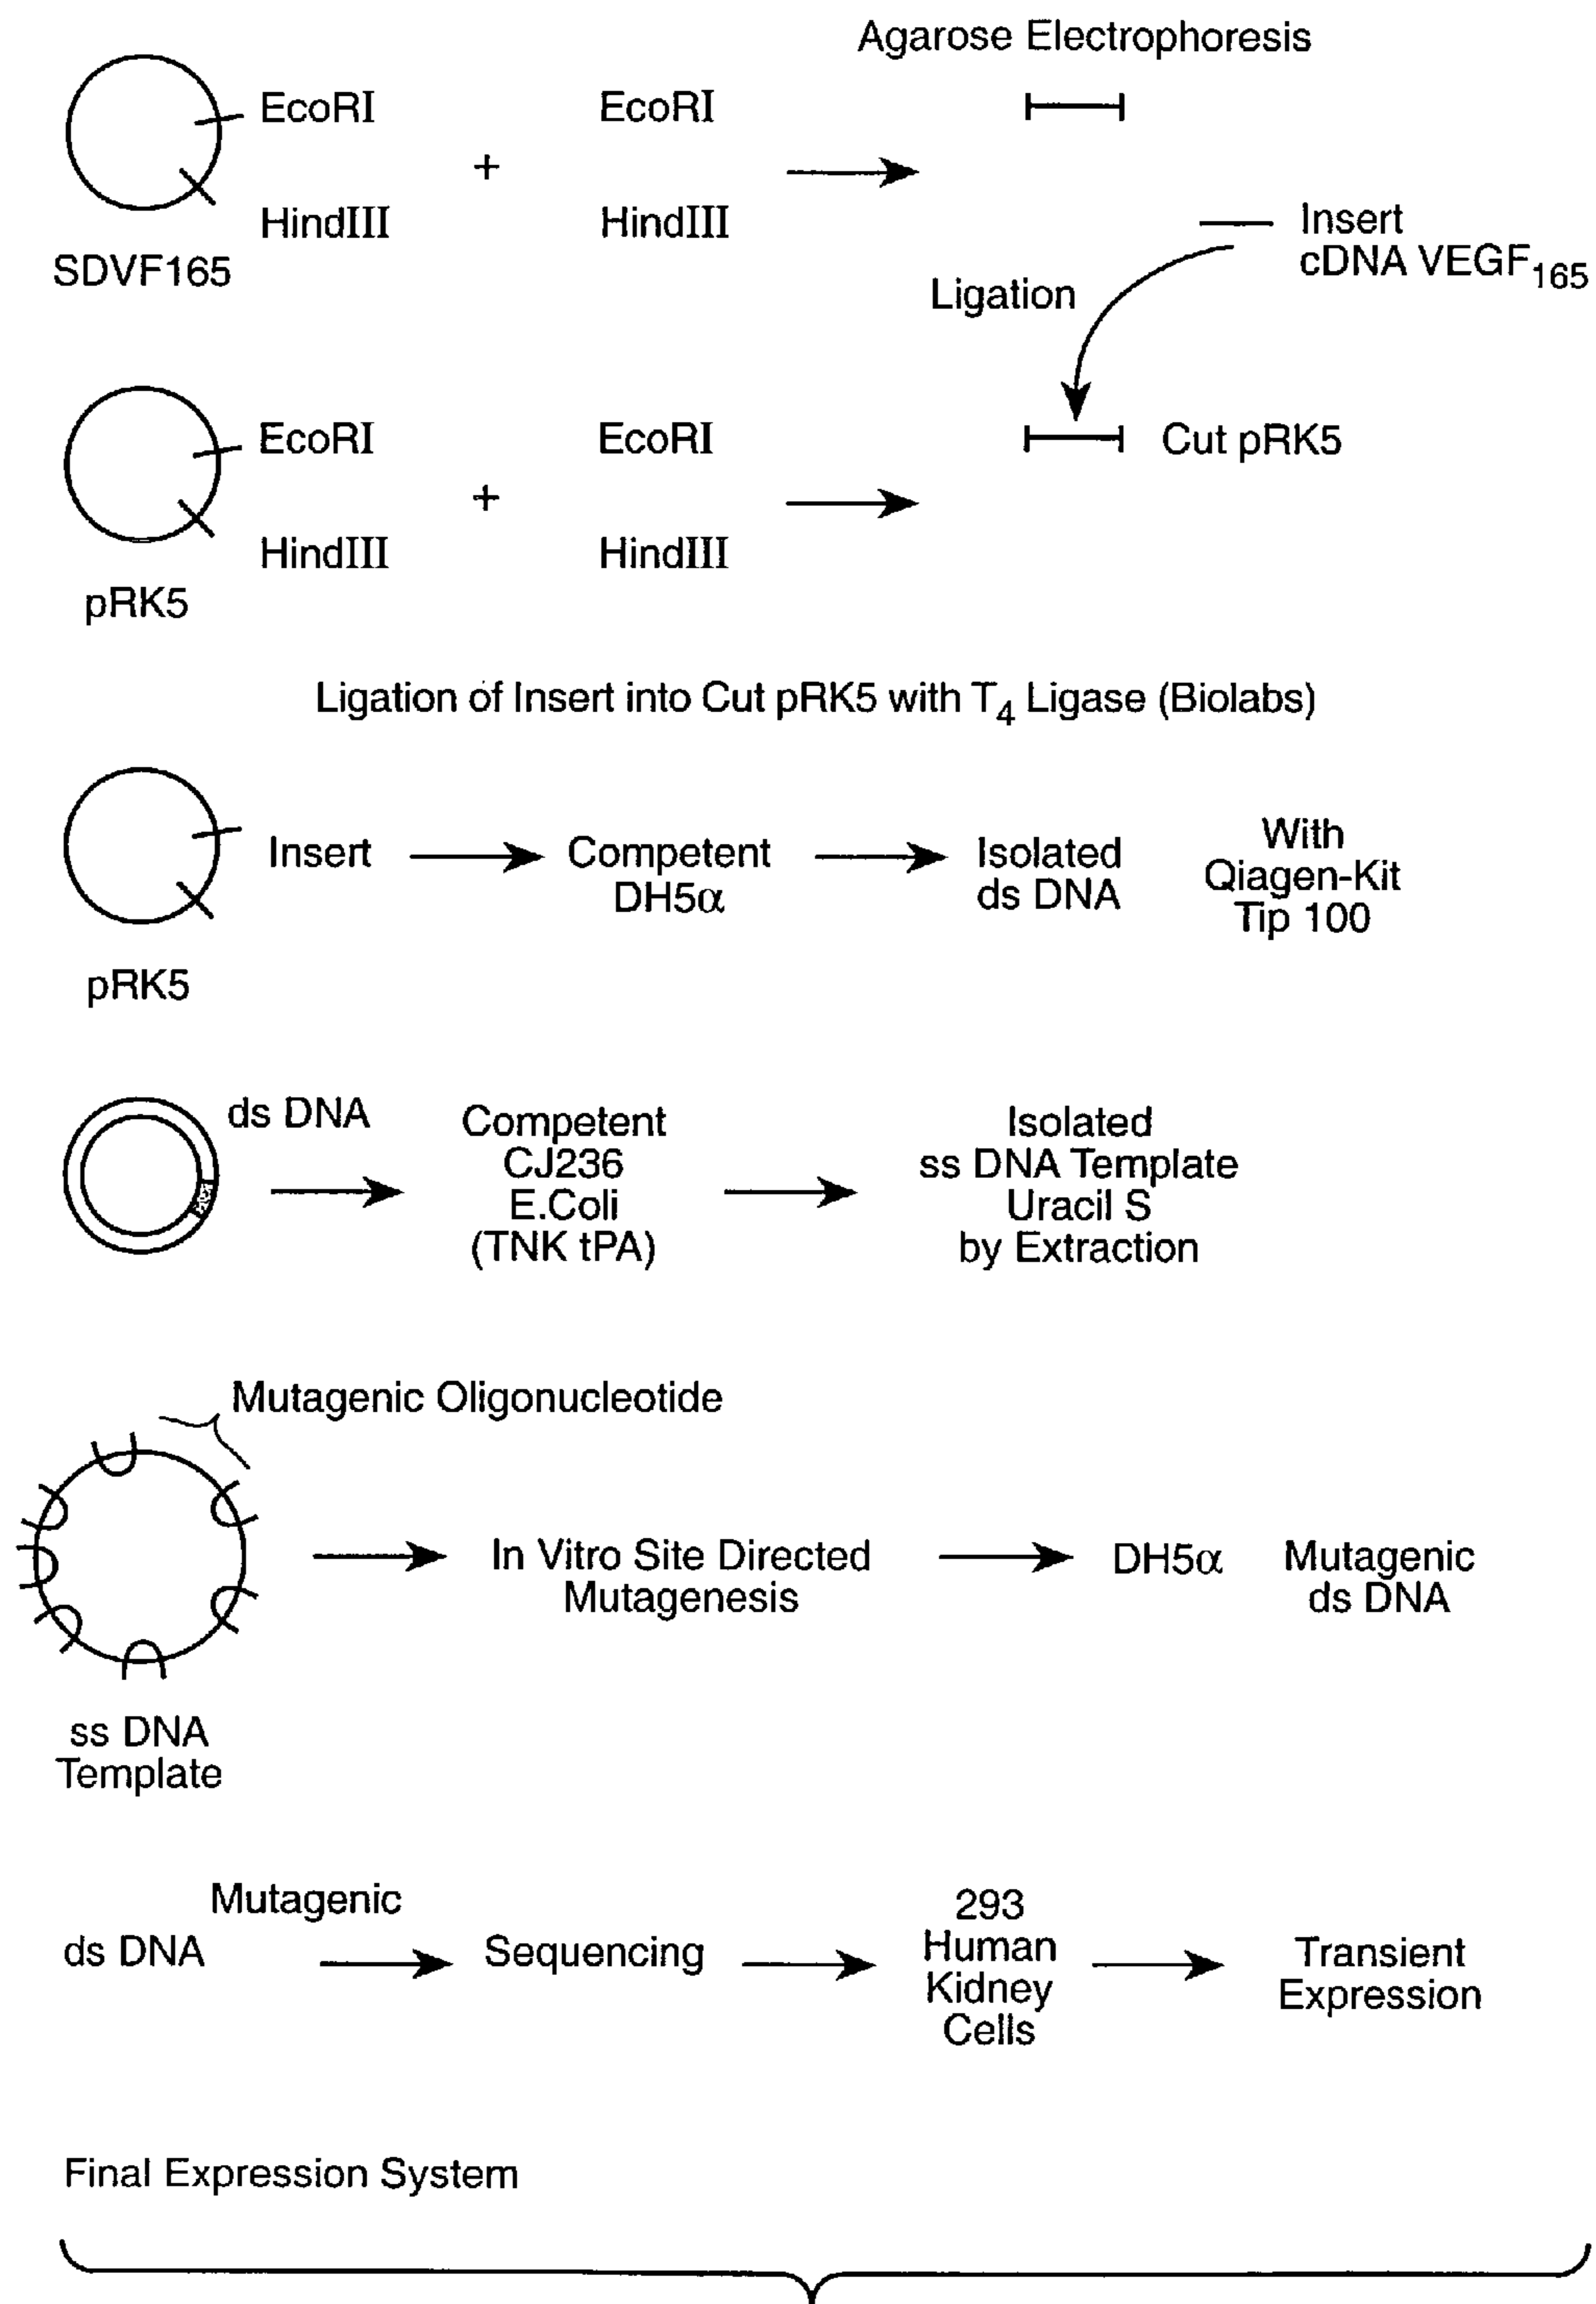 Agarose Electrophoresis
EcoRI
EcoRI
+
HindIII
HindIII
SDVF165
Insert
cDNA VEGF165
Ligation
EcoRI
EcoRI
Cut pRK5
+
HindIII
HindIII
pRK5
Ligation of Insert into Cut pRK5 with T4 Ligase (Biolabs)
Insert
Competent
DH5α
Isolated
ds DNA
With
Qiagen-Kit
Tip 100
pRK5
ds DNA
Competent
CJ236
E.Coli
(TNK tPA)
Isolated
ss DNA Template
Uracil S
by Extraction
Mutagenic Oligonucleotide
In Vitro Site Directed
Mutagenesis
DH5α
Mutagenic
ds DNA
ss DNA
Template
Mutagenic
ds DNA
Sequencing
293
Human
Kidney
Cells
Transient
Expression
Final Expression System